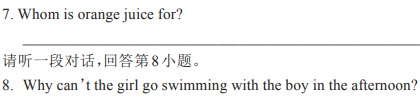 7. Whom is orange juice for?
请听一段对话，回答第8小题。
8. Why can't the girl go swimming with the boy in the afternoon?